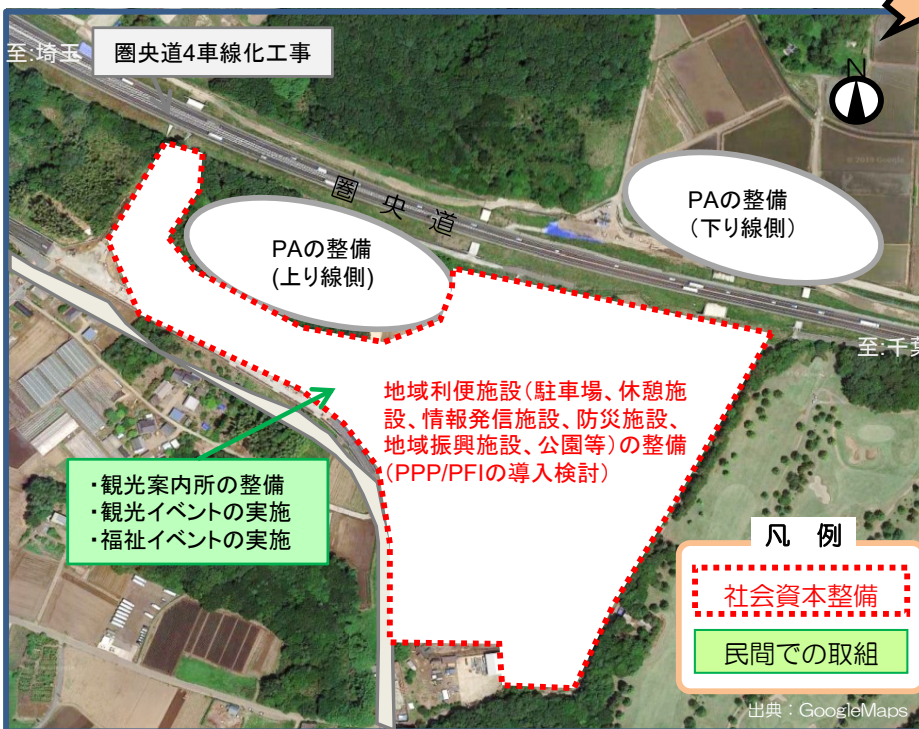 至:埼玉
圏央道4車線化工事
N
圏央道
PAの整備
(上り線側)
PAの整備
（下り線側）
至:千葉
地域利便施設（駐車場、休憩施
設、情報発信施設、防災施設、
地域振興施設、公園等）の整備
(PPP/PFIの導入検討)
・観光案内所の整備
・観光イベントの実施
・福祉イベントの実施
凡　例
社会資本整備
民間での取組
出典：GoogleMaps